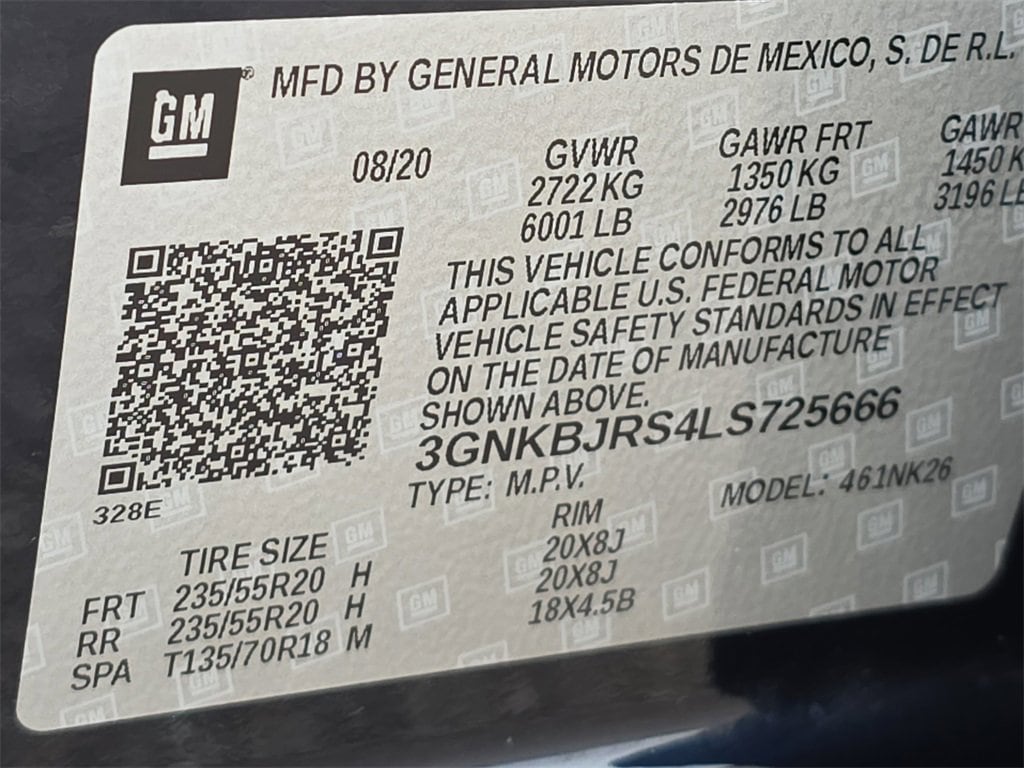 GM® MFD BY GENERAL MOTORS DE MEXICO, S. DE R.L.
08/20 GVWR GAWR FRT GAWR
2722 KG 1350 KG 1450 K
6001 LB 2976 LB 3196 LB
THIS VEHICLE CONFORMS TO ALL
APPLICABLE U.S. FEDERAL MOTOR
VEHICLE SAFETY STANDARDS IN EFFECT
ON THE DATE OF MANUFACTURE
SHOWN ABOVE.
3GNKBJRS4LS725666
TYPE: M.P.V. MODEL: 461NK26
328E
TIRE SIZE RIM
FRT 235/55R20 H 20X8J
RR 235/55R20 H 20X8J
SPA T135/70R18 M 18X4.5B